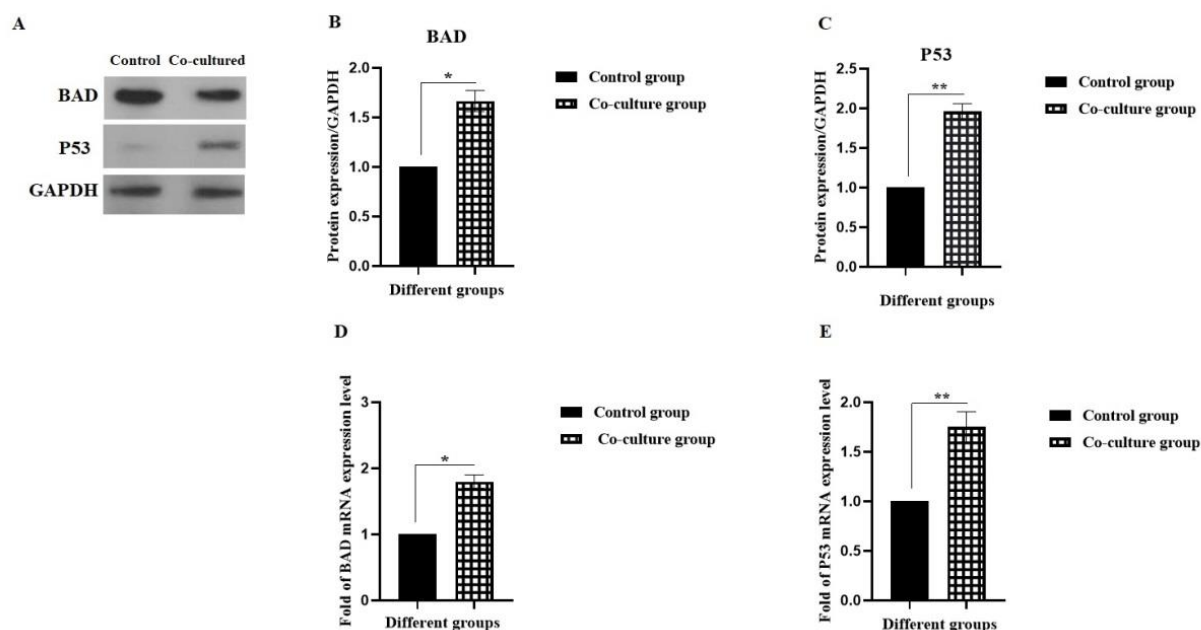 A
Control Co-cultured
BAD
P53
GAPDH
B
BAD
Protein expression/GAPDH
2.0
1.5
1.0
0.5
0.0
*
Different groups
Control group
Co-culture group
C
P53
Protein expression/GAPDH
2.5
2.0
1.5
1.0
0.5
0.0
**
Different groups
Control group
Co-culture group
D
Fold of BAD mRNA expression level
3
2
1
0
*
Different groups
Control group
Co-culture group
E
Fold of P53 mRNA expression level
2.0
1.5
1.0
0.5
0.0
**
Different groups
Control group
Co-culture group